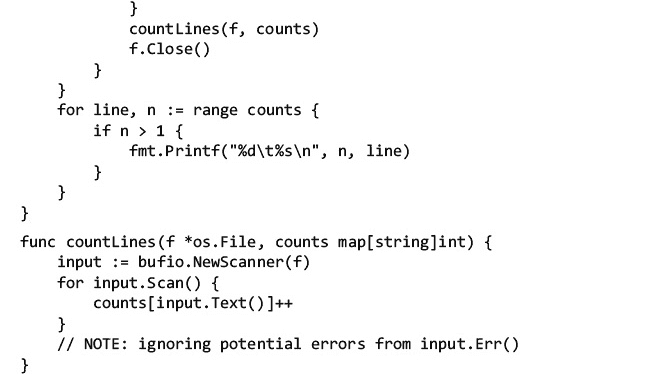 }
            countLines(f, counts)
            f.Close()
        }
    }
    for line, n := range counts {
        if n > 1 {
            fmt.Printf("%d\t%s\n", n, line)
        }
    }
}
func countLines(f *os.File, counts map[string]int) {
    input := bufio.NewScanner(f)
    for input.Scan() {
        counts[input.Text()]++
    }
    // NOTE: ignoring potential errors from input.Err()
}